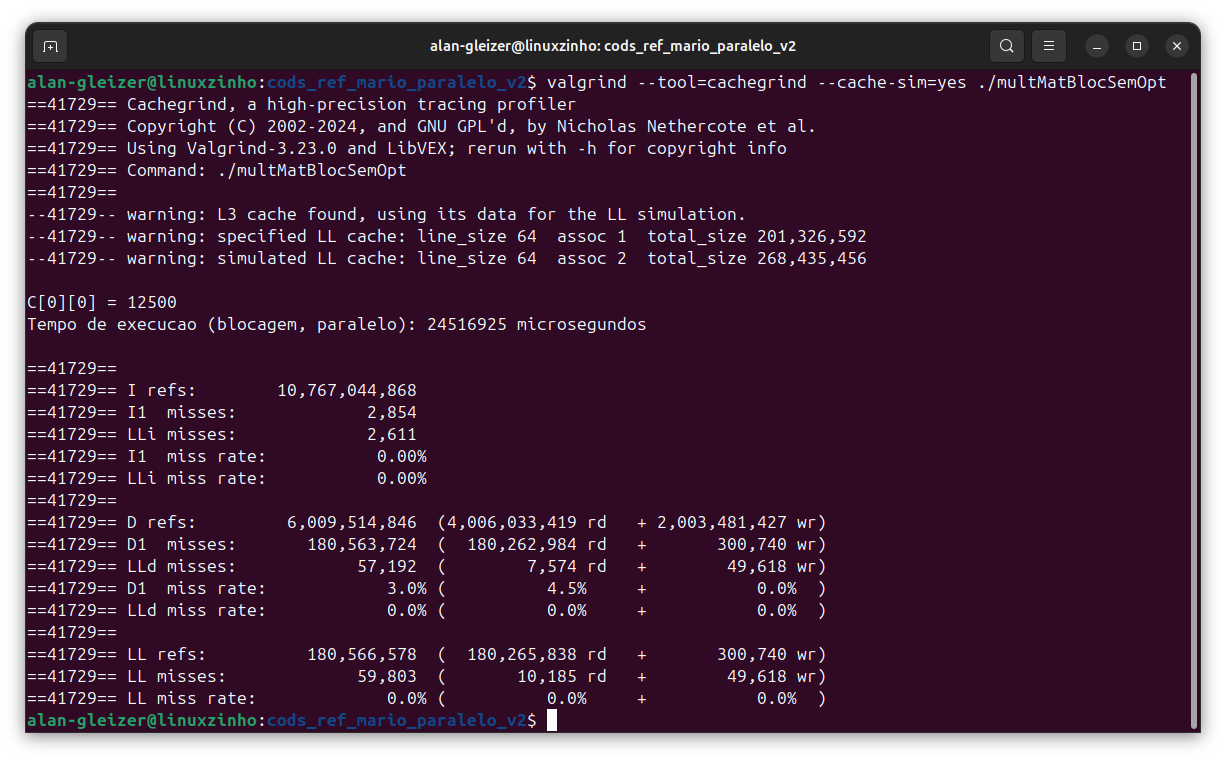 alan-gleizer@linuxzinho: cods_ref_mario_paralelo_v2
alan-gleizer@linuxzinho:cods_ref_mario_paralelo_v2$ valgrind --tool=cachegrind --cache-sim=yes ./multMatBlocSemOpt
==41729== Cachegrind, a high-precision tracing profiler
==41729== Copyright (C) 2002-2024, and GNU GPL'd, by Nicholas Nethercote et al.
==41729== Using Valgrind-3.23.0 and LibVEX; rerun with -h for copyright info
==41729== Command: ./multMatBlocSemOpt
==41729==
--41729-- warning: L3 cache found, using its data for the LL simulation.
--41729-- warning: specified LL cache: line_size 64  assoc 1  total_size 201,326,592
--41729-- warning: simulated LL cache: line_size 64  assoc 2  total_size 268,435,456
C[0][0] = 12500
Tempo de execucao (blocagem, paralelo): 24516925 microsegundos
==41729==
==41729== I refs:        10,767,044,868
==41729== I1  misses:             2,854
==41729== LLi misses:             2,611
==41729== I1  miss rate:           0.00%
==41729== LLi miss rate:           0.00%
==41729==
==41729== D refs:         6,009,514,846  (4,006,033,419 rd   + 2,003,481,427 wr)
==41729== D1  misses:       180,563,724  (  180,262,984 rd   +       300,740 wr)
==41729== LLd misses:            57,192  (        7,574 rd   +        49,618 wr)
==41729== D1  miss rate:            3.0% (          4.5%     +           0.0%  )
==41729== LLd miss rate:            0.0% (          0.0%     +           0.0%  )
==41729==
==41729== LL refs:          180,566,578  (  180,265,838 rd   +       300,740 wr)
==41729== LL misses:             59,803  (       10,185 rd   +        49,618 wr)
==41729== LL miss rate:             0.0% (          0.0%     +           0.0%  )
alan-gleizer@linuxzinho:cods_ref_mario_paralelo_v2$